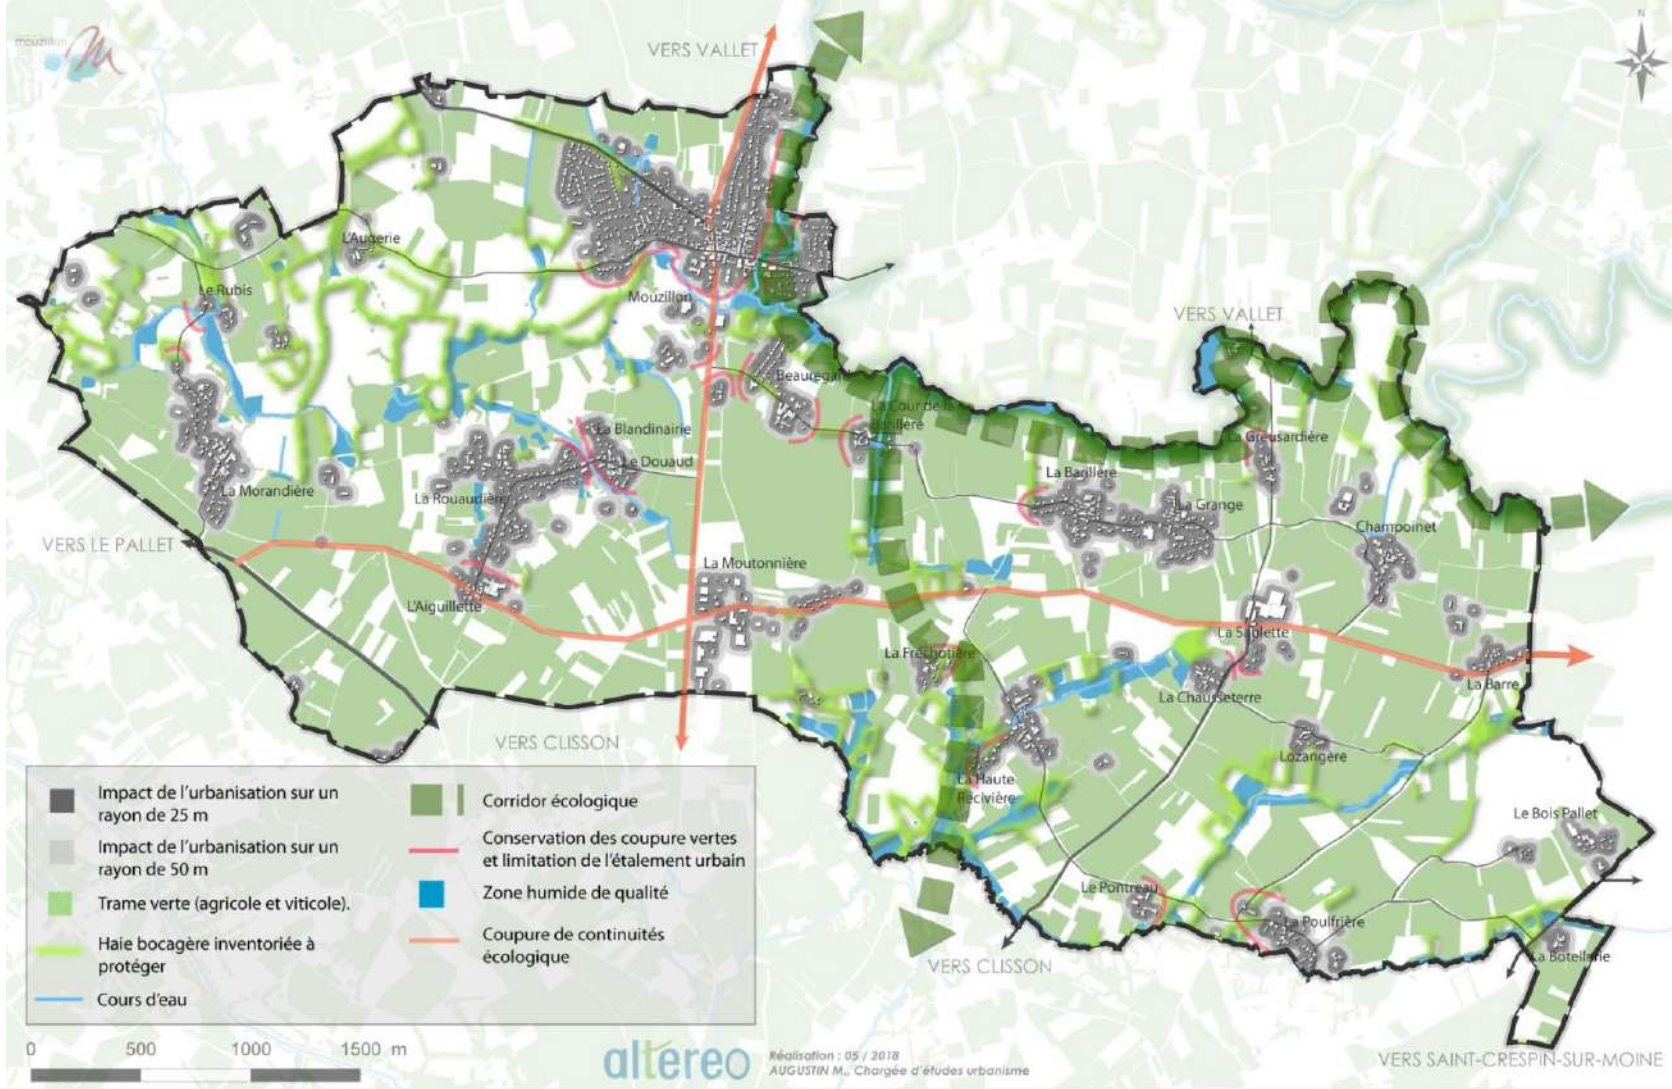 mouzillon
N
VERS VALLET
L'Augerie
Le Rubis
Mouzillon
VERS VALLET
Beauregard
La Cour de la
Barillère
La Blandinairie
La Greusardière
Le Douaud
La Barillère
La Morandière
La Rouaudière
La Grange
Champoinet
VERS LE PALLET
La Moutonnière
L'Aiguillette
La Sablette
La Fréchotière
La Barre
La Chausseterre
VERS CLISSON
Lozangère
La Haute
Recivière
Le Bois Pallet
Le Pontreau
La Poulfrière
La Botellerie
VERS CLISSON
VERS SAINT-CRESPIN-SUR-MOINE
Impact de l'urbanisation sur un
rayon de 25 m
Impact de l'urbanisation sur un
rayon de 50 m
Trame verte (agricole et viticole).
Haie bocagère inventoriée à
protéger
Cours d'eau
Corridor écologique
Conservation des coupure vertes
et limitation de l'étalement urbain
Zone humide de qualité
Coupure de continuités
écologique
0 500 1000 1500 m
altereo
Réalisation : 05 / 2018
AUGUSTIN M.. Chargée d'études urbanisme